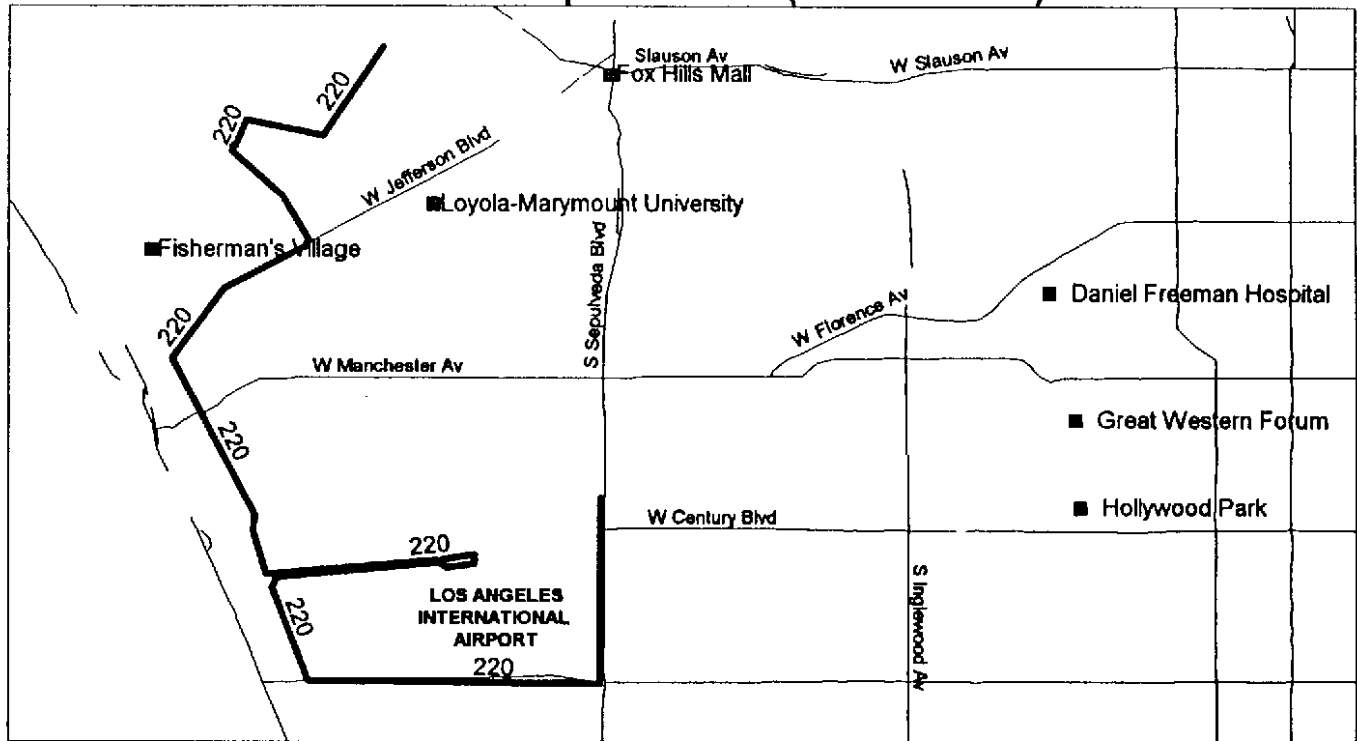 Slauson Av
W Slauson Av
Fox Hills Mall
220
220
W Jefferson Blvd
Loyola-Marymount University
Fisherman's Village
S Sepulveda Blvd
Daniel Freeman Hospital
W Florence Av
220
W Manchester Av
220
Great Western Forum
Hollywood Park
W Century Blvd
220
LOS ANGELES
INTERNATIONAL
AIRPORT
220
S Inglewood Av
220